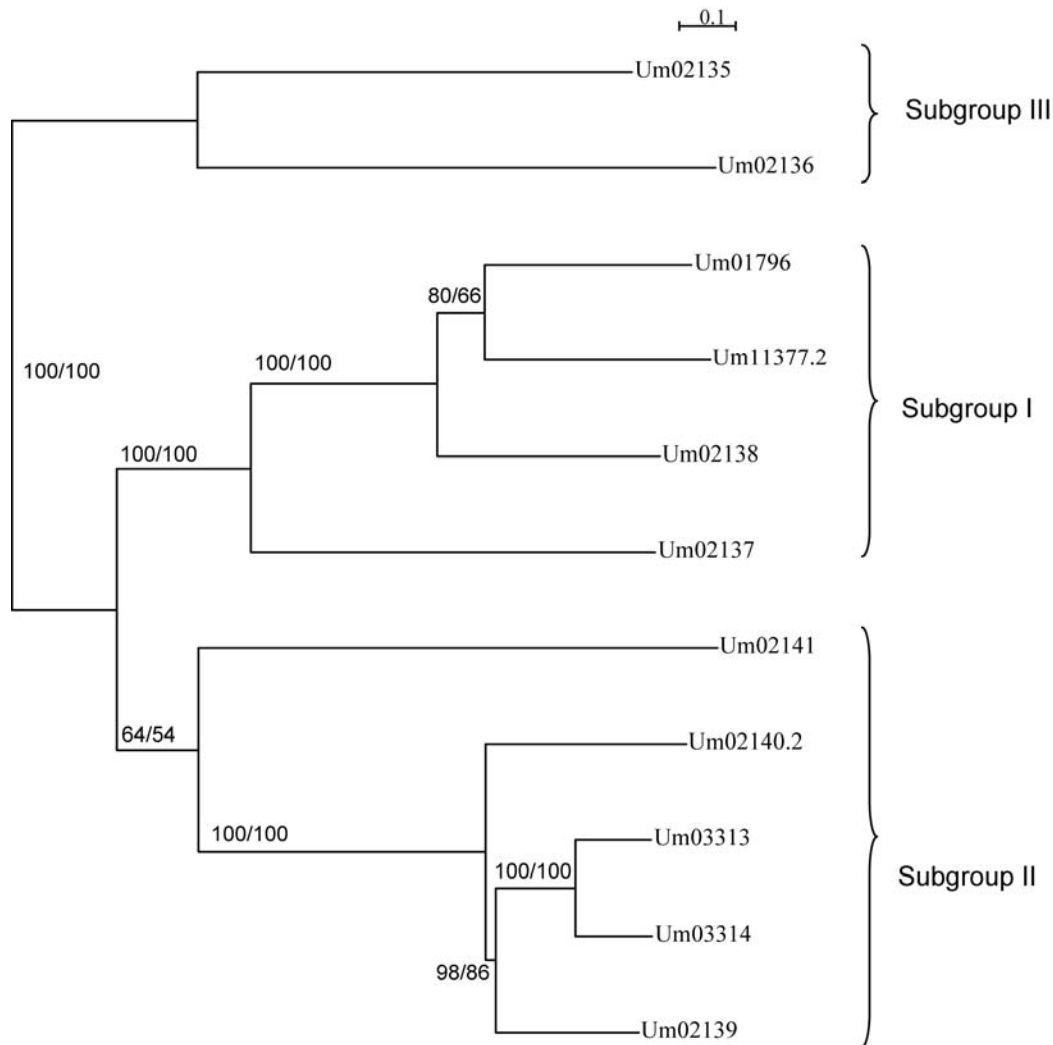 0.1
Um02135
Subgroup III
Um02136
Um01796
80/66
Um11377.2
100/100
100/100
Subgroup I
100/100
Um02138
Um02137
Um02141
64/54
Um02140.2
100/100
Um03313
100/100
Subgroup II
Um03314
98/86
Um02139